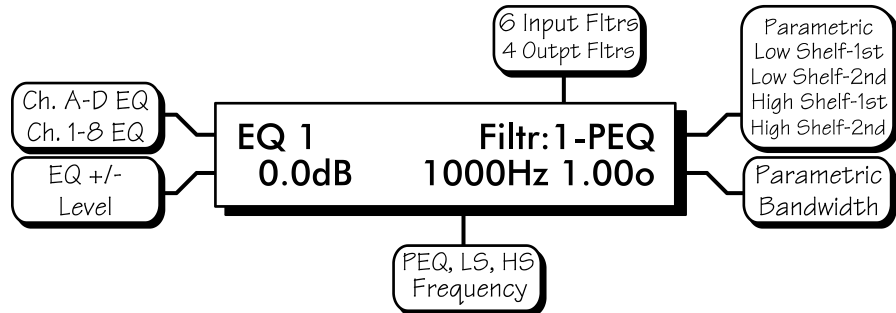 6 Input Fltrs
4 Outpt Fltrs
Parametric
Low Shelf-1st
Low Shelf-2nd
High Shelf-1st
High Shelf-2nd
Ch. A-D EQ
Ch. 1-8 EQ
EQ 1 Filtr:1-PEQ
0.0dB 1000Hz 1.00o
EQ +/-
Level
Parametric
Bandwidth
PEQ, LS, HS
Frequency